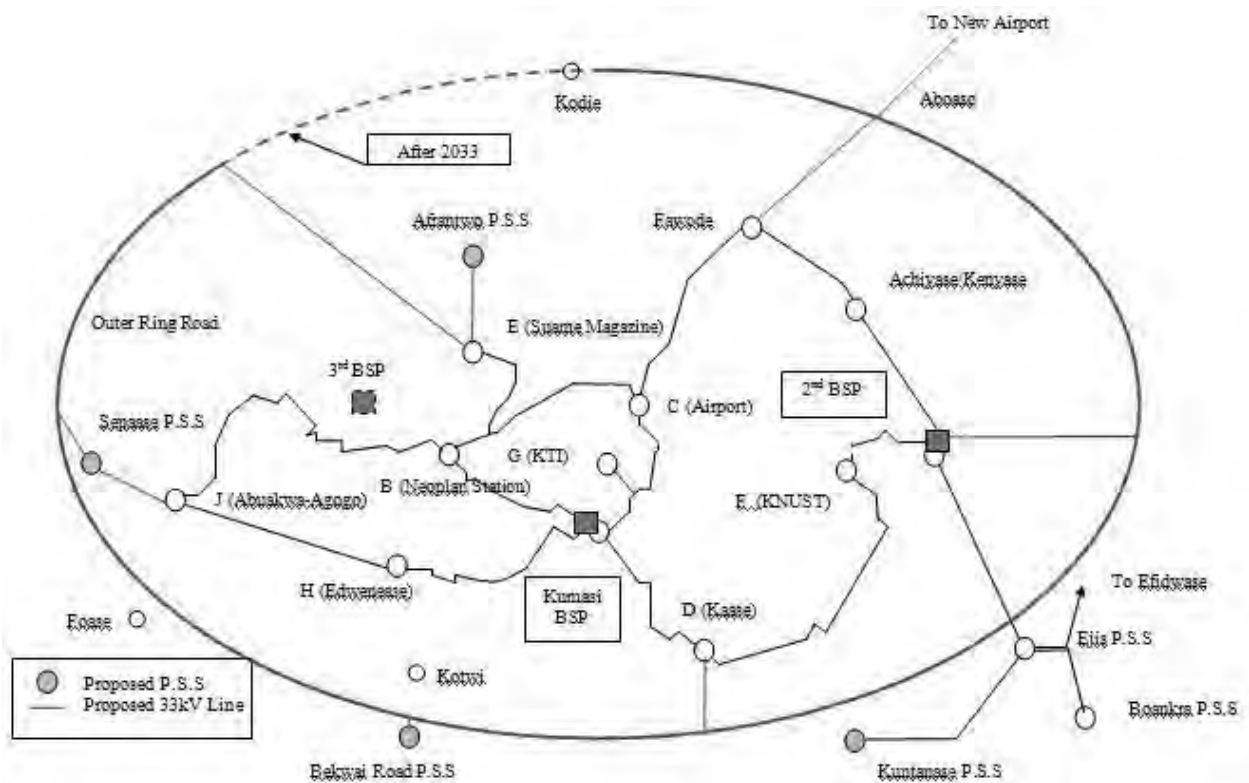 To New Airport
Aboaso
Kodie
After 2033
Afrantwo P.S.S
Fawode
Achiyase/Kenyase
Outer Ring Road
E (Suame Magazine)
3rd BSP
2nd BSP
C (Airport)
Sepaase P.S.S
G (KTI)
B (Neoplan Station)
J (Abuakwa-Agogo)
F (KNUST)
H (Edwenease)
Kumasi
BSP
D (Kaase)
To Efidwase
Ejis P.S.S
Foase
Kotwi
Proposed P.S.S
Proposed 33kV Line
Bosukra P.S.S
Bekwai Road P.S.S
Kuntanase P.S.S